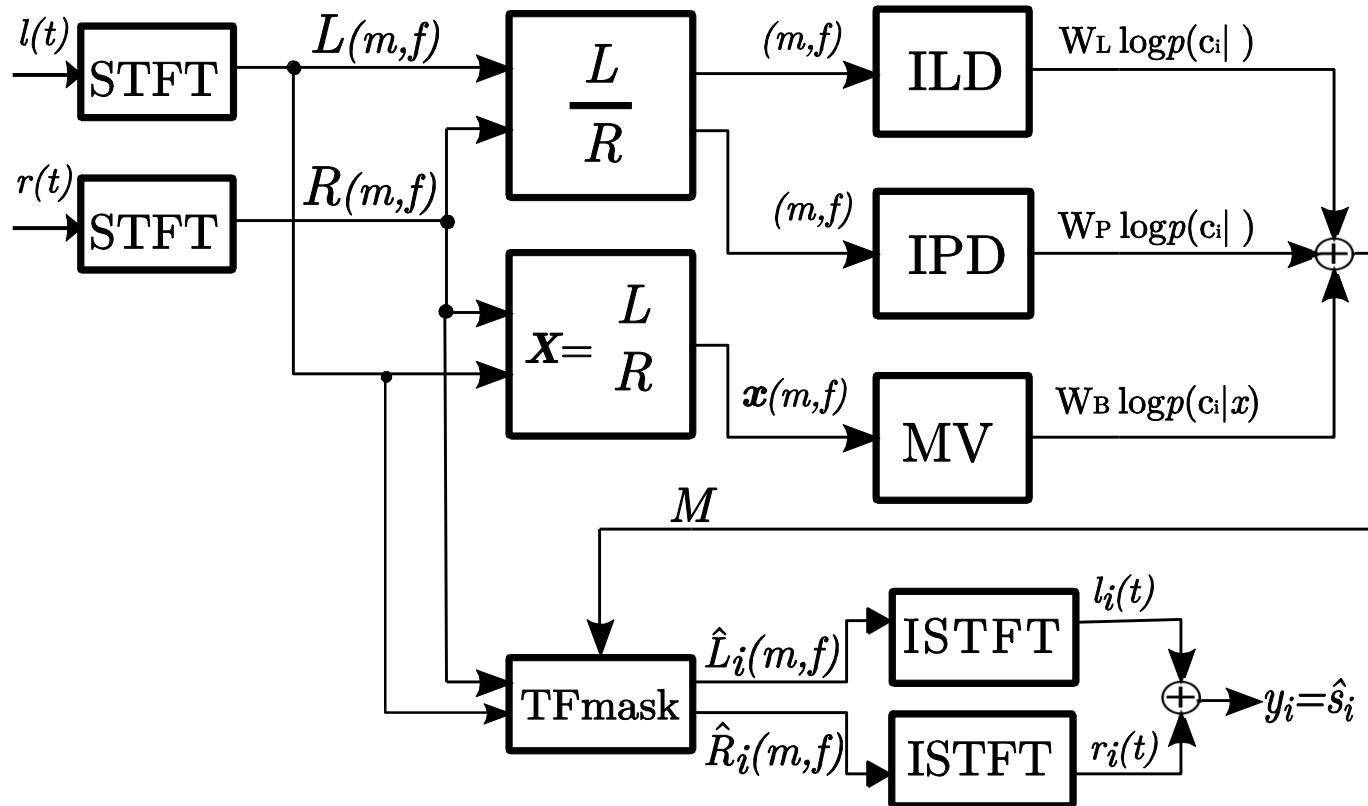 l(t)
STFT
L(m,f)
L
R
(m,f)
ILD
WL logp(ci| )
r(t)
STFT
R(m,f)
(m,f)
IPD
WP logp(ci| )
X=
L
R
x(m,f)
MV
WB logp(ci|x)
M
TFmask
L̂i(m,f)
ISTFT
li(t)
yi=ŝi
R̂i(m,f)
ISTFT
ri(t)